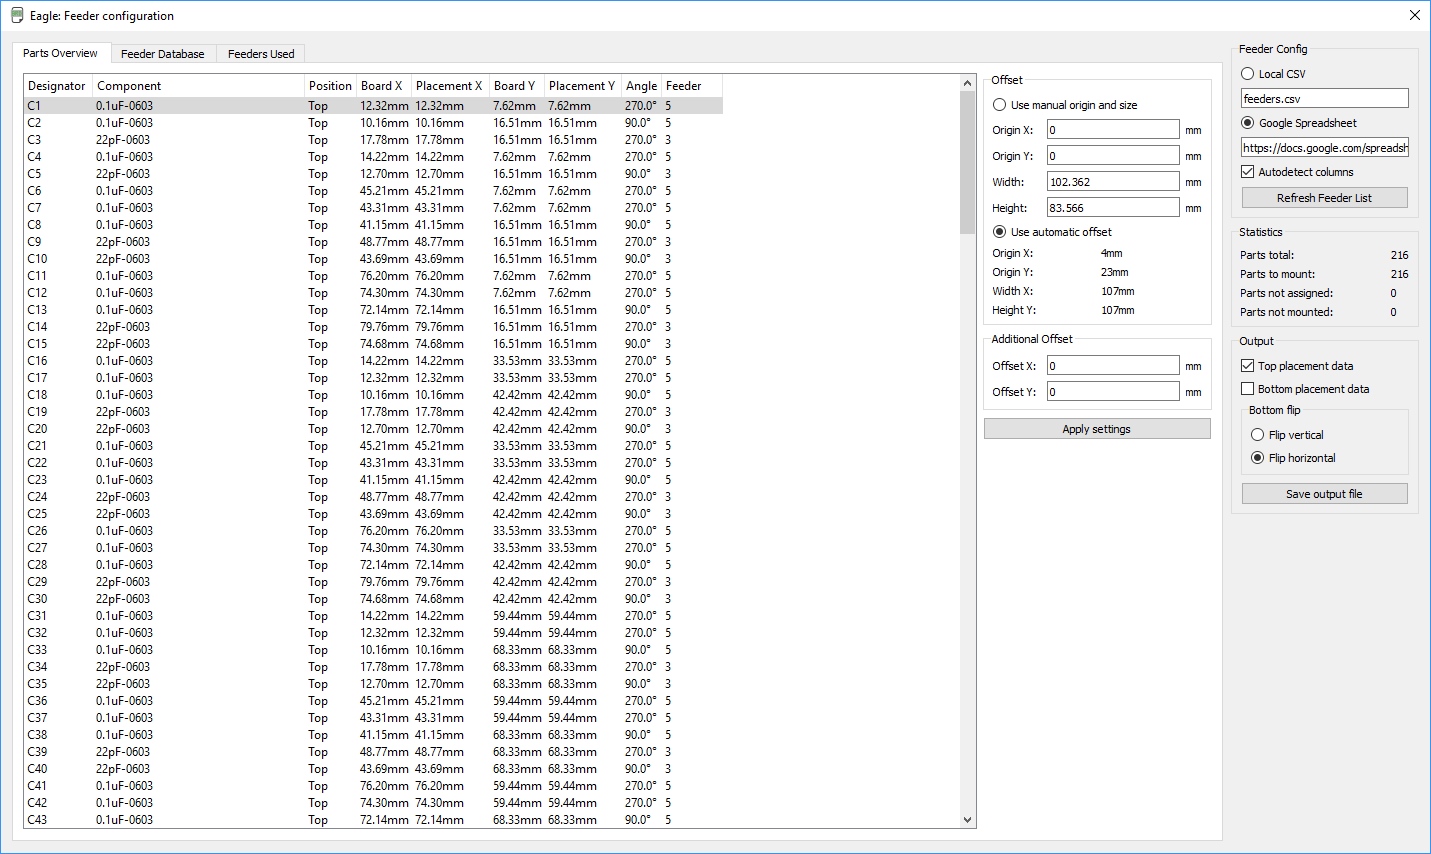 Eagle: Feeder configuration
Parts Overview Feeder Database Feeders Used
Designator Component Position Board X Placement X Board Y Placement Y Angle Feeder
C1 0.1uF-0603 Top 12.32mm 12.32mm 7.62mm 7.62mm 270.0° 5
C2 0.1uF-0603 Top 10.16mm 10.16mm 16.51mm 16.51mm 90.0° 5
C3 22pF-0603 Top 17.78mm 17.78mm 16.51mm 16.51mm 270.0° 3
C4 0.1uF-0603 Top 14.22mm 14.22mm 7.62mm 7.62mm 270.0° 5
C5 22pF-0603 Top 12.70mm 12.70mm 16.51mm 16.51mm 90.0° 3
C6 0.1uF-0603 Top 45.21mm 45.21mm 7.62mm 7.62mm 270.0° 5
C7 0.1uF-0603 Top 43.31mm 43.31mm 7.62mm 7.62mm 270.0° 5
C8 0.1uF-0603 Top 41.15mm 41.15mm 16.51mm 16.51mm 90.0° 5
C9 22pF-0603 Top 48.77mm 48.77mm 16.51mm 16.51mm 270.0° 3
C10 22pF-0603 Top 43.69mm 43.69mm 16.51mm 16.51mm 90.0° 3
C11 0.1uF-0603 Top 76.20mm 76.20mm 7.62mm 7.62mm 270.0° 5
C12 0.1uF-0603 Top 74.30mm 74.30mm 7.62mm 7.62mm 270.0° 5
C13 0.1uF-0603 Top 72.14mm 72.14mm 16.51mm 16.51mm 90.0° 5
C14 22pF-0603 Top 79.76mm 79.76mm 16.51mm 16.51mm 270.0° 3
C15 22pF-0603 Top 74.68mm 74.68mm 16.51mm 16.51mm 90.0° 3
C16 0.1uF-0603 Top 14.22mm 14.22mm 33.53mm 33.53mm 270.0° 5
C17 0.1uF-0603 Top 12.32mm 12.32mm 33.53mm 33.53mm 270.0° 5
C18 0.1uF-0603 Top 10.16mm 10.16mm 42.42mm 42.42mm 90.0° 5
C19 22pF-0603 Top 17.78mm 17.78mm 42.42mm 42.42mm 270.0° 3
C20 22pF-0603 Top 12.70mm 12.70mm 42.42mm 42.42mm 90.0° 3
C21 0.1uF-0603 Top 45.21mm 45.21mm 33.53mm 33.53mm 270.0° 5
C22 0.1uF-0603 Top 43.31mm 43.31mm 33.53mm 33.53mm 270.0° 5
C23 0.1uF-0603 Top 41.15mm 41.15mm 42.42mm 42.42mm 90.0° 5
C24 22pF-0603 Top 48.77mm 48.77mm 42.42mm 42.42mm 270.0° 3
C25 22pF-0603 Top 43.69mm 43.69mm 42.42mm 42.42mm 90.0° 3
C26 0.1uF-0603 Top 76.20mm 76.20mm 33.53mm 33.53mm 270.0° 5
C27 0.1uF-0603 Top 74.30mm 74.30mm 33.53mm 33.53mm 270.0° 5
C28 0.1uF-0603 Top 72.14mm 72.14mm 42.42mm 42.42mm 90.0° 5
C29 22pF-0603 Top 79.76mm 79.76mm 42.42mm 42.42mm 270.0° 3
C30 22pF-0603 Top 74.68mm 74.68mm 42.42mm 42.42mm 90.0° 3
C31 0.1uF-0603 Top 14.22mm 14.22mm 59.44mm 59.44mm 270.0° 5
C32 0.1uF-0603 Top 12.32mm 12.32mm 59.44mm 59.44mm 270.0° 5
C33 0.1uF-0603 Top 10.16mm 10.16mm 68.33mm 68.33mm 90.0° 5
C34 22pF-0603 Top 17.78mm 17.78mm 68.33mm 68.33mm 270.0° 3
C35 22pF-0603 Top 12.70mm 12.70mm 68.33mm 68.33mm 90.0° 3
C36 0.1uF-0603 Top 45.21mm 45.21mm 59.44mm 59.44mm 270.0° 5
C37 0.1uF-0603 Top 43.31mm 43.31mm 59.44mm 59.44mm 270.0° 5
C38 0.1uF-0603 Top 41.15mm 41.15mm 68.33mm 68.33mm 90.0° 5
C39 22pF-0603 Top 48.77mm 48.77mm 68.33mm 68.33mm 270.0° 3
C40 22pF-0603 Top 43.69mm 43.69mm 68.33mm 68.33mm 90.0° 3
C41 0.1uF-0603 Top 76.20mm 76.20mm 59.44mm 59.44mm 270.0° 5
C42 0.1uF-0603 Top 74.30mm 74.30mm 59.44mm 59.44mm 270.0° 5
C43 0.1uF-0603 Top 72.14mm 72.14mm 68.33mm 68.33mm 90.0° 5
Offset
Use manual origin and size
Origin X: 0 mm
Origin Y: 0 mm
Width: 102.362 mm
Height: 83.566 mm
Use automatic offset
Origin X: 4mm
Origin Y: 23mm
Width X: 107mm
Height Y: 107mm
Additional Offset
Offset X: 0 mm
Offset Y: 0 mm
Apply settings
Feeder Config
Local CSV
feeders.csv
Google Spreadsheet
https://docs.google.com/spreadsh
Autodetect columns
Refresh Feeder List
Statistics
Parts total: 216
Parts to mount: 216
Parts not assigned: 0
Parts not mounted: 0
Output
Top placement data
Bottom placement data
Bottom flip
Flip vertical
Flip horizontal
Save output file